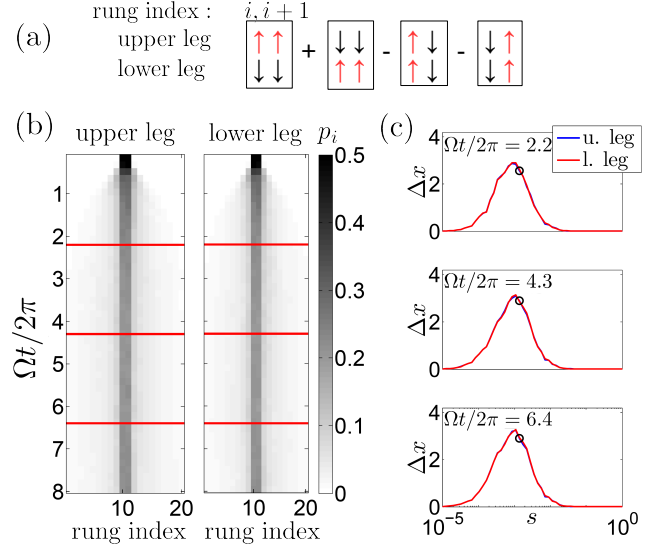 rung index : i, i + 1
(a)
upper leg
lower leg
↑ ↑ + ↓ ↓ - ↑ ↓ - ↓ ↑
↓ ↓ ↑ ↑ ↑ ↓ ↓ ↑
(b)
upper leg lower leg p_i
0.5
0.4
0.3
0.2
0.1
0
1
2
3
4
5
6
7
8
Ωt/2π
10 20 10 20
rung index rung index
(c)
u. leg
l. leg
Ωt/2π = 2.2
4
2
0
Δx
Ωt/2π = 4.3
4
2
0
Δx
Ωt/2π = 6.4
4
2
0
Δx
10^-5 s 10^0